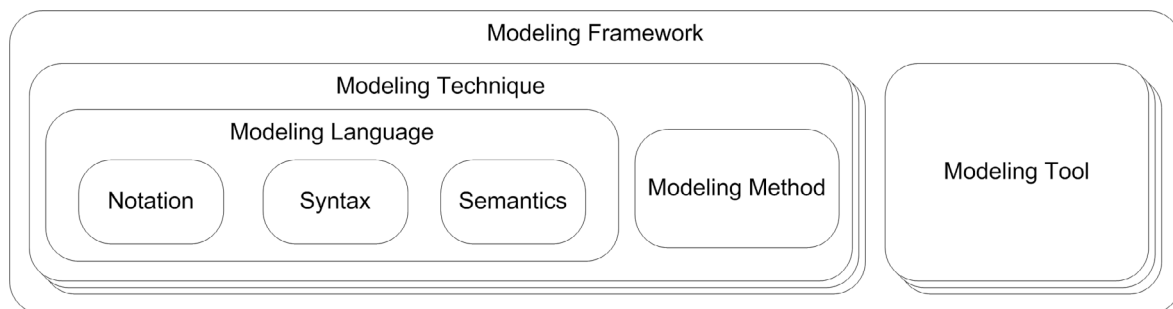 Modeling Framework
Modeling Technique
Modeling Language
Notation
Syntax
Semantics
Modeling Method
Modeling Tool